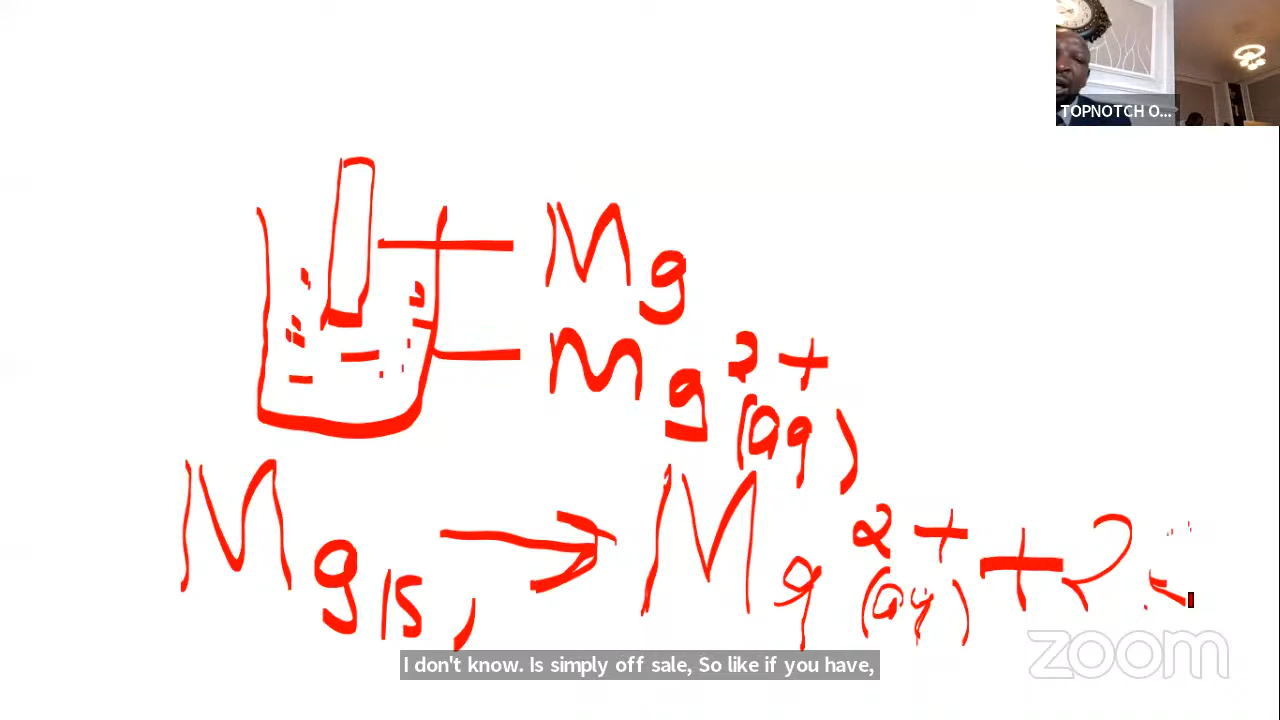 TOPNOTCH O...
Mg
Mg2+(aq)
Mg(s) → Mg2+(aq) + 2
zoom
I don't know. Is simply off sale, So like if you have,